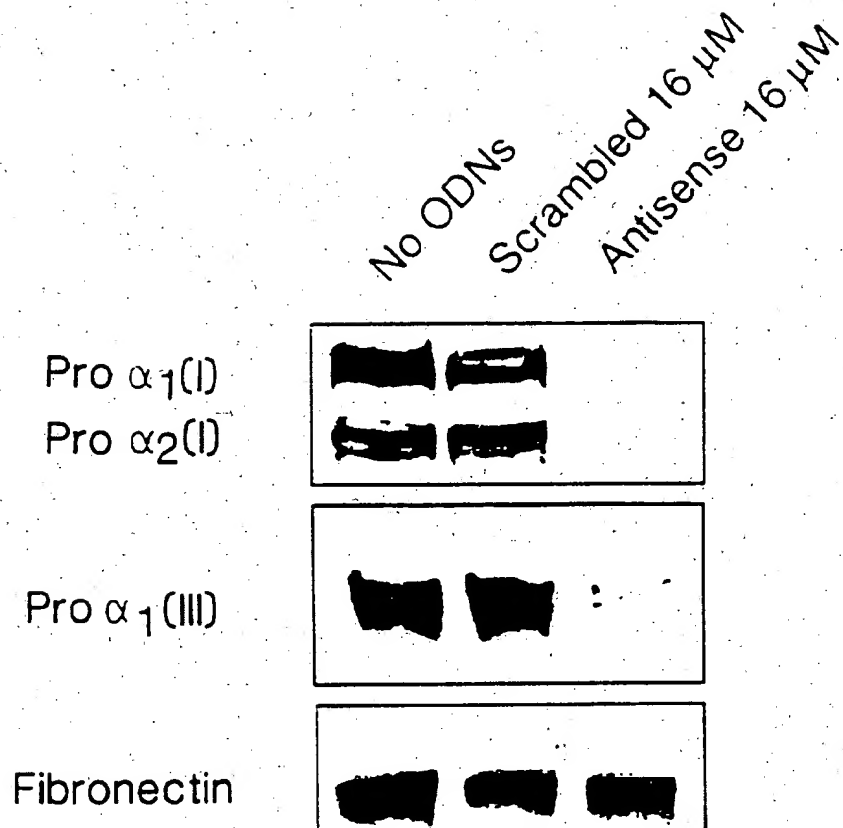 No ODNs
Scrambled 16 μM
Antisense 16 μM
Pro α1(I)
Pro α2(I)
Pro α1(III)
Fibronectin